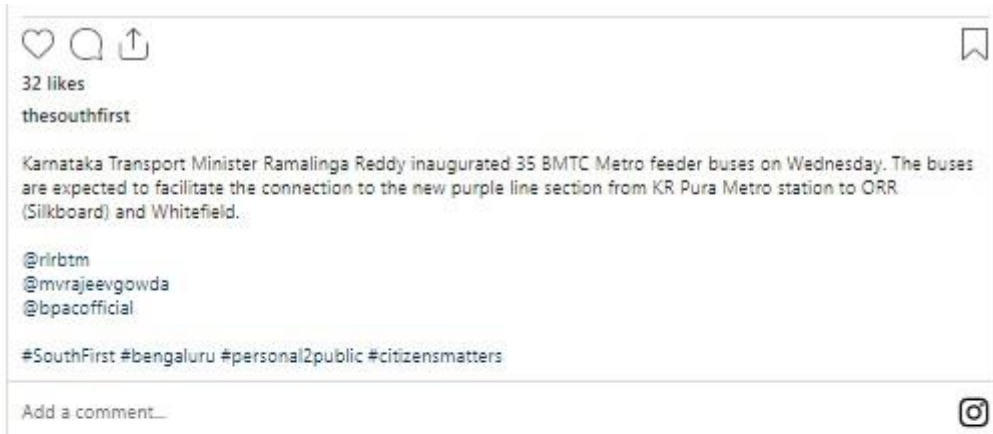 32 likes
thesouthfirst
Karnataka Transport Minister Ramalinga Reddy inaugurated 35 BMTC Metro feeder buses on Wednesday. The buses
are expected to facilitate the connection to the new purple line section from KR Pura Metro station to ORR
(Silkboard) and Whitefield.
@rlrbtm
@mvrajeevgowda
@bpacofficial
#SouthFirst #bengaluru #personal2public #citizensmatters
Add a comment...